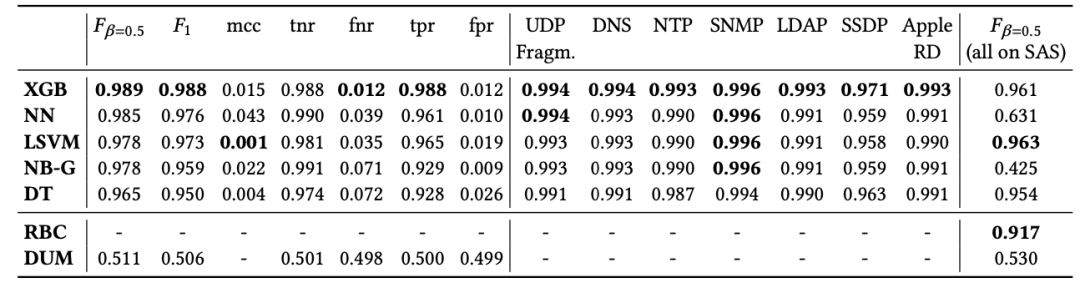 Fβ=0.5 F1 mcc tnr fnr tpr fpr UDP Fragm. DNS NTP SNMP LDAP SSDP Apple RD Fβ=0.5 (all on SAS)
XGB 0.989 0.988 0.015 0.988 0.012 0.988 0.012 0.994 0.994 0.993 0.996 0.993 0.971 0.993 0.961
NN 0.985 0.976 0.043 0.990 0.039 0.961 0.010 0.994 0.993 0.990 0.996 0.991 0.959 0.991 0.631
LSVM 0.978 0.973 0.001 0.981 0.035 0.965 0.019 0.993 0.993 0.990 0.996 0.991 0.958 0.990 0.963
NB-G 0.978 0.959 0.022 0.991 0.071 0.929 0.009 0.993 0.993 0.990 0.996 0.991 0.959 0.991 0.425
DT 0.965 0.959 0.004 0.974 0.072 0.928 0.026 0.991 0.991 0.987 0.994 0.990 0.963 0.991 0.954
RBC - - - - - - - - - - - - - - 0.917
DUM 0.511 0.506 - 0.501 0.498 0.500 0.499 - - - - - - - 0.530